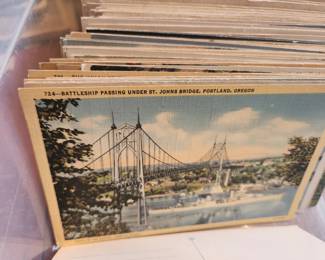 724—BATTLESHIP PASSING UNDER ST. JOHNS BRIDGE, PORTLAND, OREGON